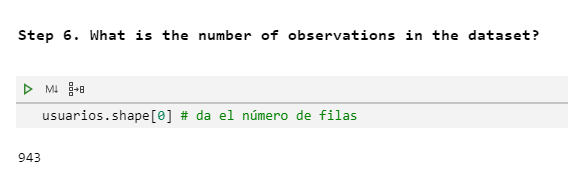 Step 6. What is the number of observations in the dataset?
M↓
usuarios.shape[0] # da el número de filas
943